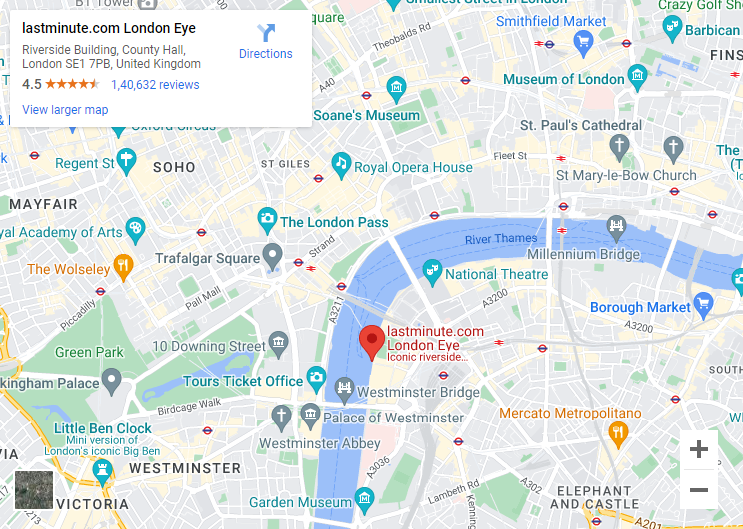 lastminute.com London Eye
Riverside Building, County Hall,
London SE1 7PB, United Kingdom
4.5
1,40,632 reviews
View larger map
Directions
Smallest Store in London
Crazy Golf
Smithfield Market
Barbican
Theobalds Rd
Museum of London
FINS
Soane's Museum
St. Paul's Cathedral
Oxford Circus
Regent St
SOHO
ST GILES
Royal Opera House
Fleet St
St Mary-le-Bow Church
The
(T
MAYFAIR
The London Pass
yal Academy of Arts
Strand
River Thames
Millennium Bridge
Trafalgar Square
The Wolseley
National Theatre
Pall Mall
A3211
A3200
Borough Market
A3200
Piccadilly
lastminute.com
London Eye
Iconic riverside...
10 Downing Street
Green Park
kingham Palace
Tours Ticket Office
Westminster Bridge
SOUTH
Birdcage Walk
Palace of Westminster
Mercato Metropolitano
Little Ben Clock
Mini version of
London's iconic Big Ben
Westminster Abbey
VIA
WESTMINSTER
A3036
Lambeth Rd
Kenning
ELEPHANT
AND CASTLE
VICTORIA
Garden Museum